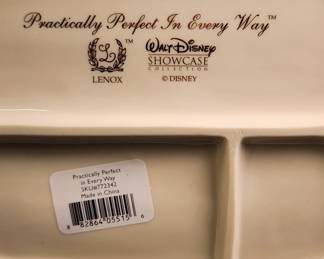 Practically Perfect In Every Way™
L™
LENOX
WALT DISNEY
SHOWCASE
COLLECTION
© DISNEY
Practically Perfect
in Every Way
SKU#772342
Made in China
8 82864 05515 6